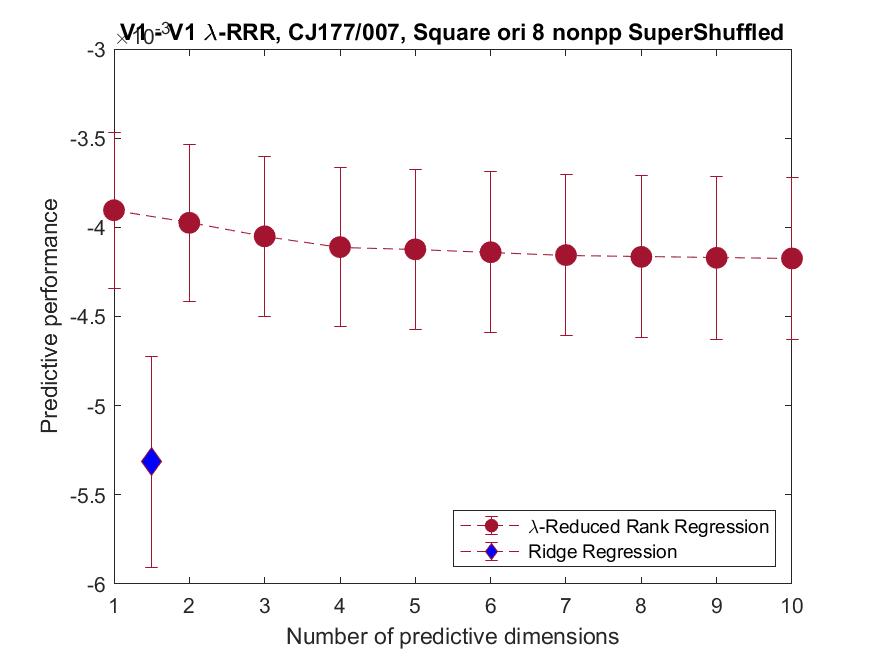 V1 - V1 λ-RRR, CJ177/007, Square ori 8 nonpp SuperShuffled
×10-3
-3
-3.5
-4
-4.5
-5
-5.5
-6
Predictive performance
1 2 3 4 5 6 7 8 9 10
Number of predictive dimensions
λ-Reduced Rank Regression
Ridge Regression